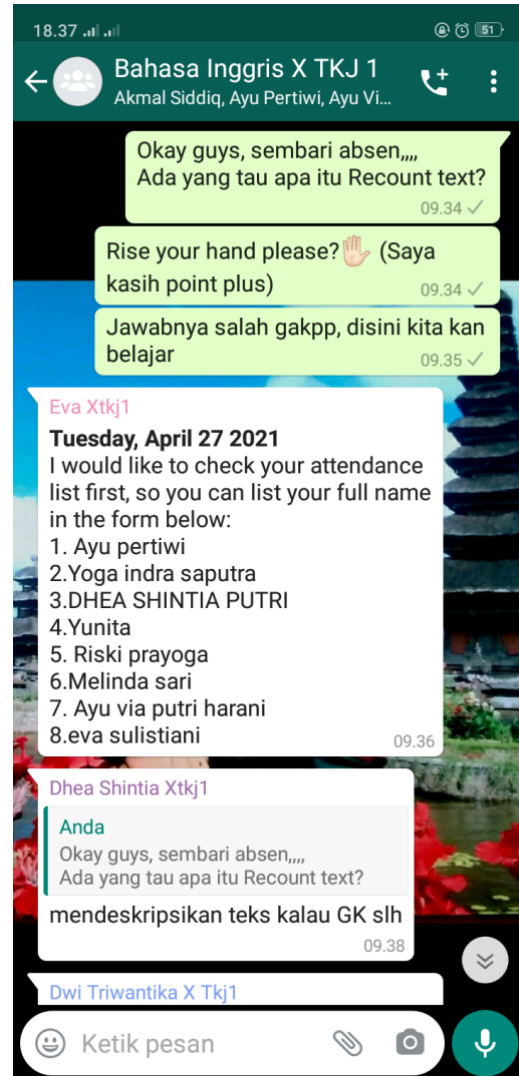 18.37
51
Bahasa Inggris X TKJ 1
Akmal Siddiq, Ayu Pertiwi, Ayu Vi...
Okay guys, sembari absen,,,,
Ada yang tau apa itu Recount text?
09.34
Rise your hand please?🖐🏻 (Saya
kasih point plus)
09.34
Jawabnya salah gakpp, disini kita kan
belajar
09.35
Eva Xtkj1
Tuesday, April 27 2021
I would like to check your attendance
list first, so you can list your full name
in the form below:
1. Ayu pertiwi
2.Yoga indra saputra
3.DHEA SHINTIA PUTRI
4.Yunita
5. Riski prayoga
6.Melinda sari
7. Ayu via putri harani
8.eva sulistiani
09.36
Dhea Shintia Xtkj1
Anda
Okay guys, sembari absen,,,,
Ada yang tau apa itu Recount text?
mendeskripsikan teks kalau GK slh
09.38
Dwi Triwantika X Tkj1
Ketik pesan